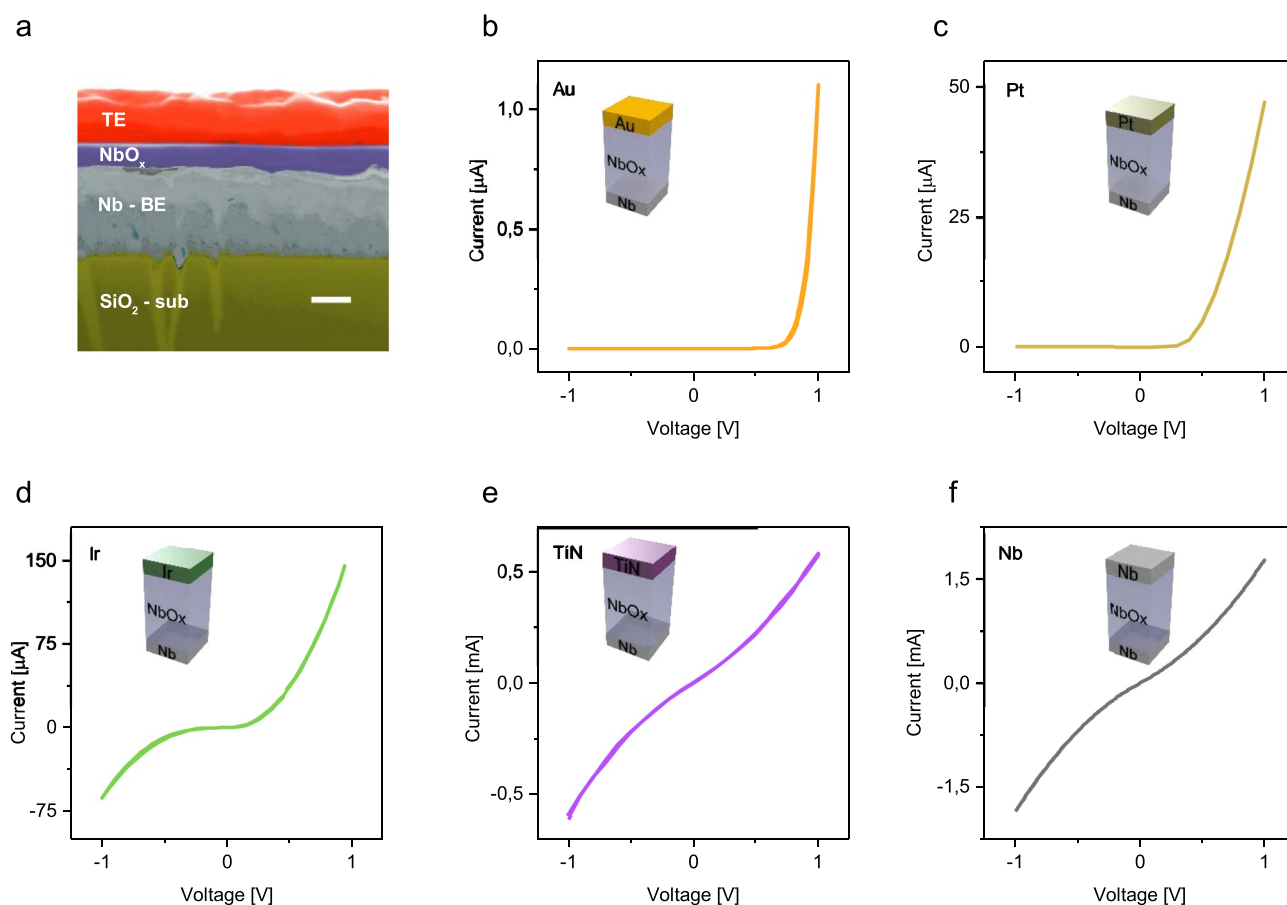 a
TE
NbOx
Nb - BE
SiO2 - sub
b
Au
Au
NbOx
Nb
Current [µA]
1,0
0,5
0,0
-1
0
1
Voltage [V]
c
Pt
Pt
NbOx
Nb
Current [µA]
50
25
0
-1
0
1
Voltage [V]
d
Ir
Ir
NbOx
Nb
Current [µA]
150
75
0
-75
-1
0
1
Voltage [V]
e
TiN
TiN
NbOx
Nb
Current [mA]
0,5
0,0
-0,5
-1
0
1
Voltage [V]
f
Nb
Nb
NbOx
Nb
Current [mA]
1,5
0,0
-1,5
-1
0
1
Voltage [V]